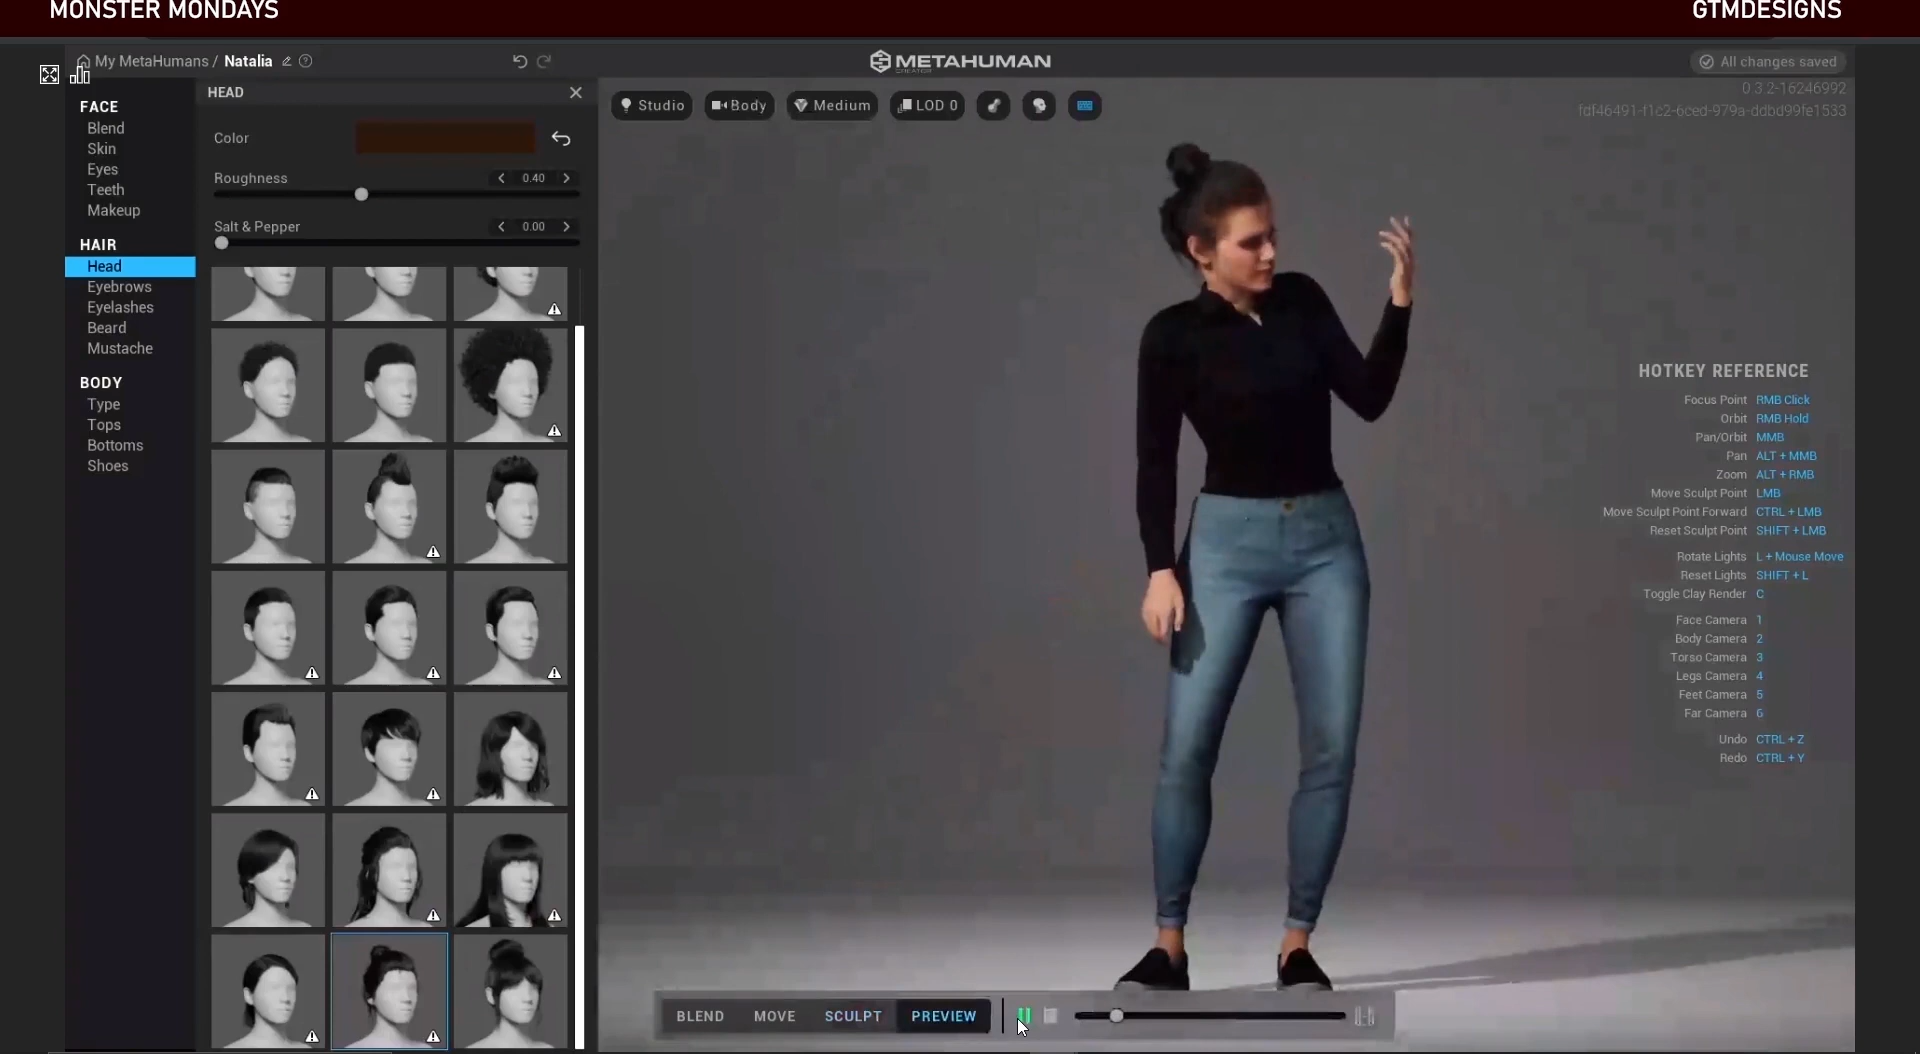 MONSTER MONDAYS
GTMDESIGNS
My MetaHumans / Natalia
METAHUMAN
CREATOR
All changes saved
0.3.2-16246992
fdf46491-f1c2-6ced-979a-ddbd99fe1533
FACE
Blend
Skin
Eyes
Teeth
Makeup
HAIR
Head
Eyebrows
Eyelashes
Beard
Mustache
BODY
Type
Tops
Bottoms
Shoes
HEAD
Color
Roughness 0.40
Salt & Pepper 0.00
Studio
Body
Medium
LOD 0
HOTKEY REFERENCE
Focus Point RMB Click
Orbit RMB Hold
Pan/Orbit MMB
Pan ALT + MMB
Zoom ALT + RMB
Move Sculpt Point LMB
Move Sculpt Point Forward CTRL + LMB
Reset Sculpt Point SHIFT + LMB
Rotate Lights L + Mouse Move
Reset Lights SHIFT + L
Toggle Clay Render C
Face Camera 1
Body Camera 2
Torso Camera 3
Legs Camera 4
Feet Camera 5
Far Camera 6
Undo CTRL + Z
Redo CTRL + Y
BLEND
MOVE
SCULPT
PREVIEW